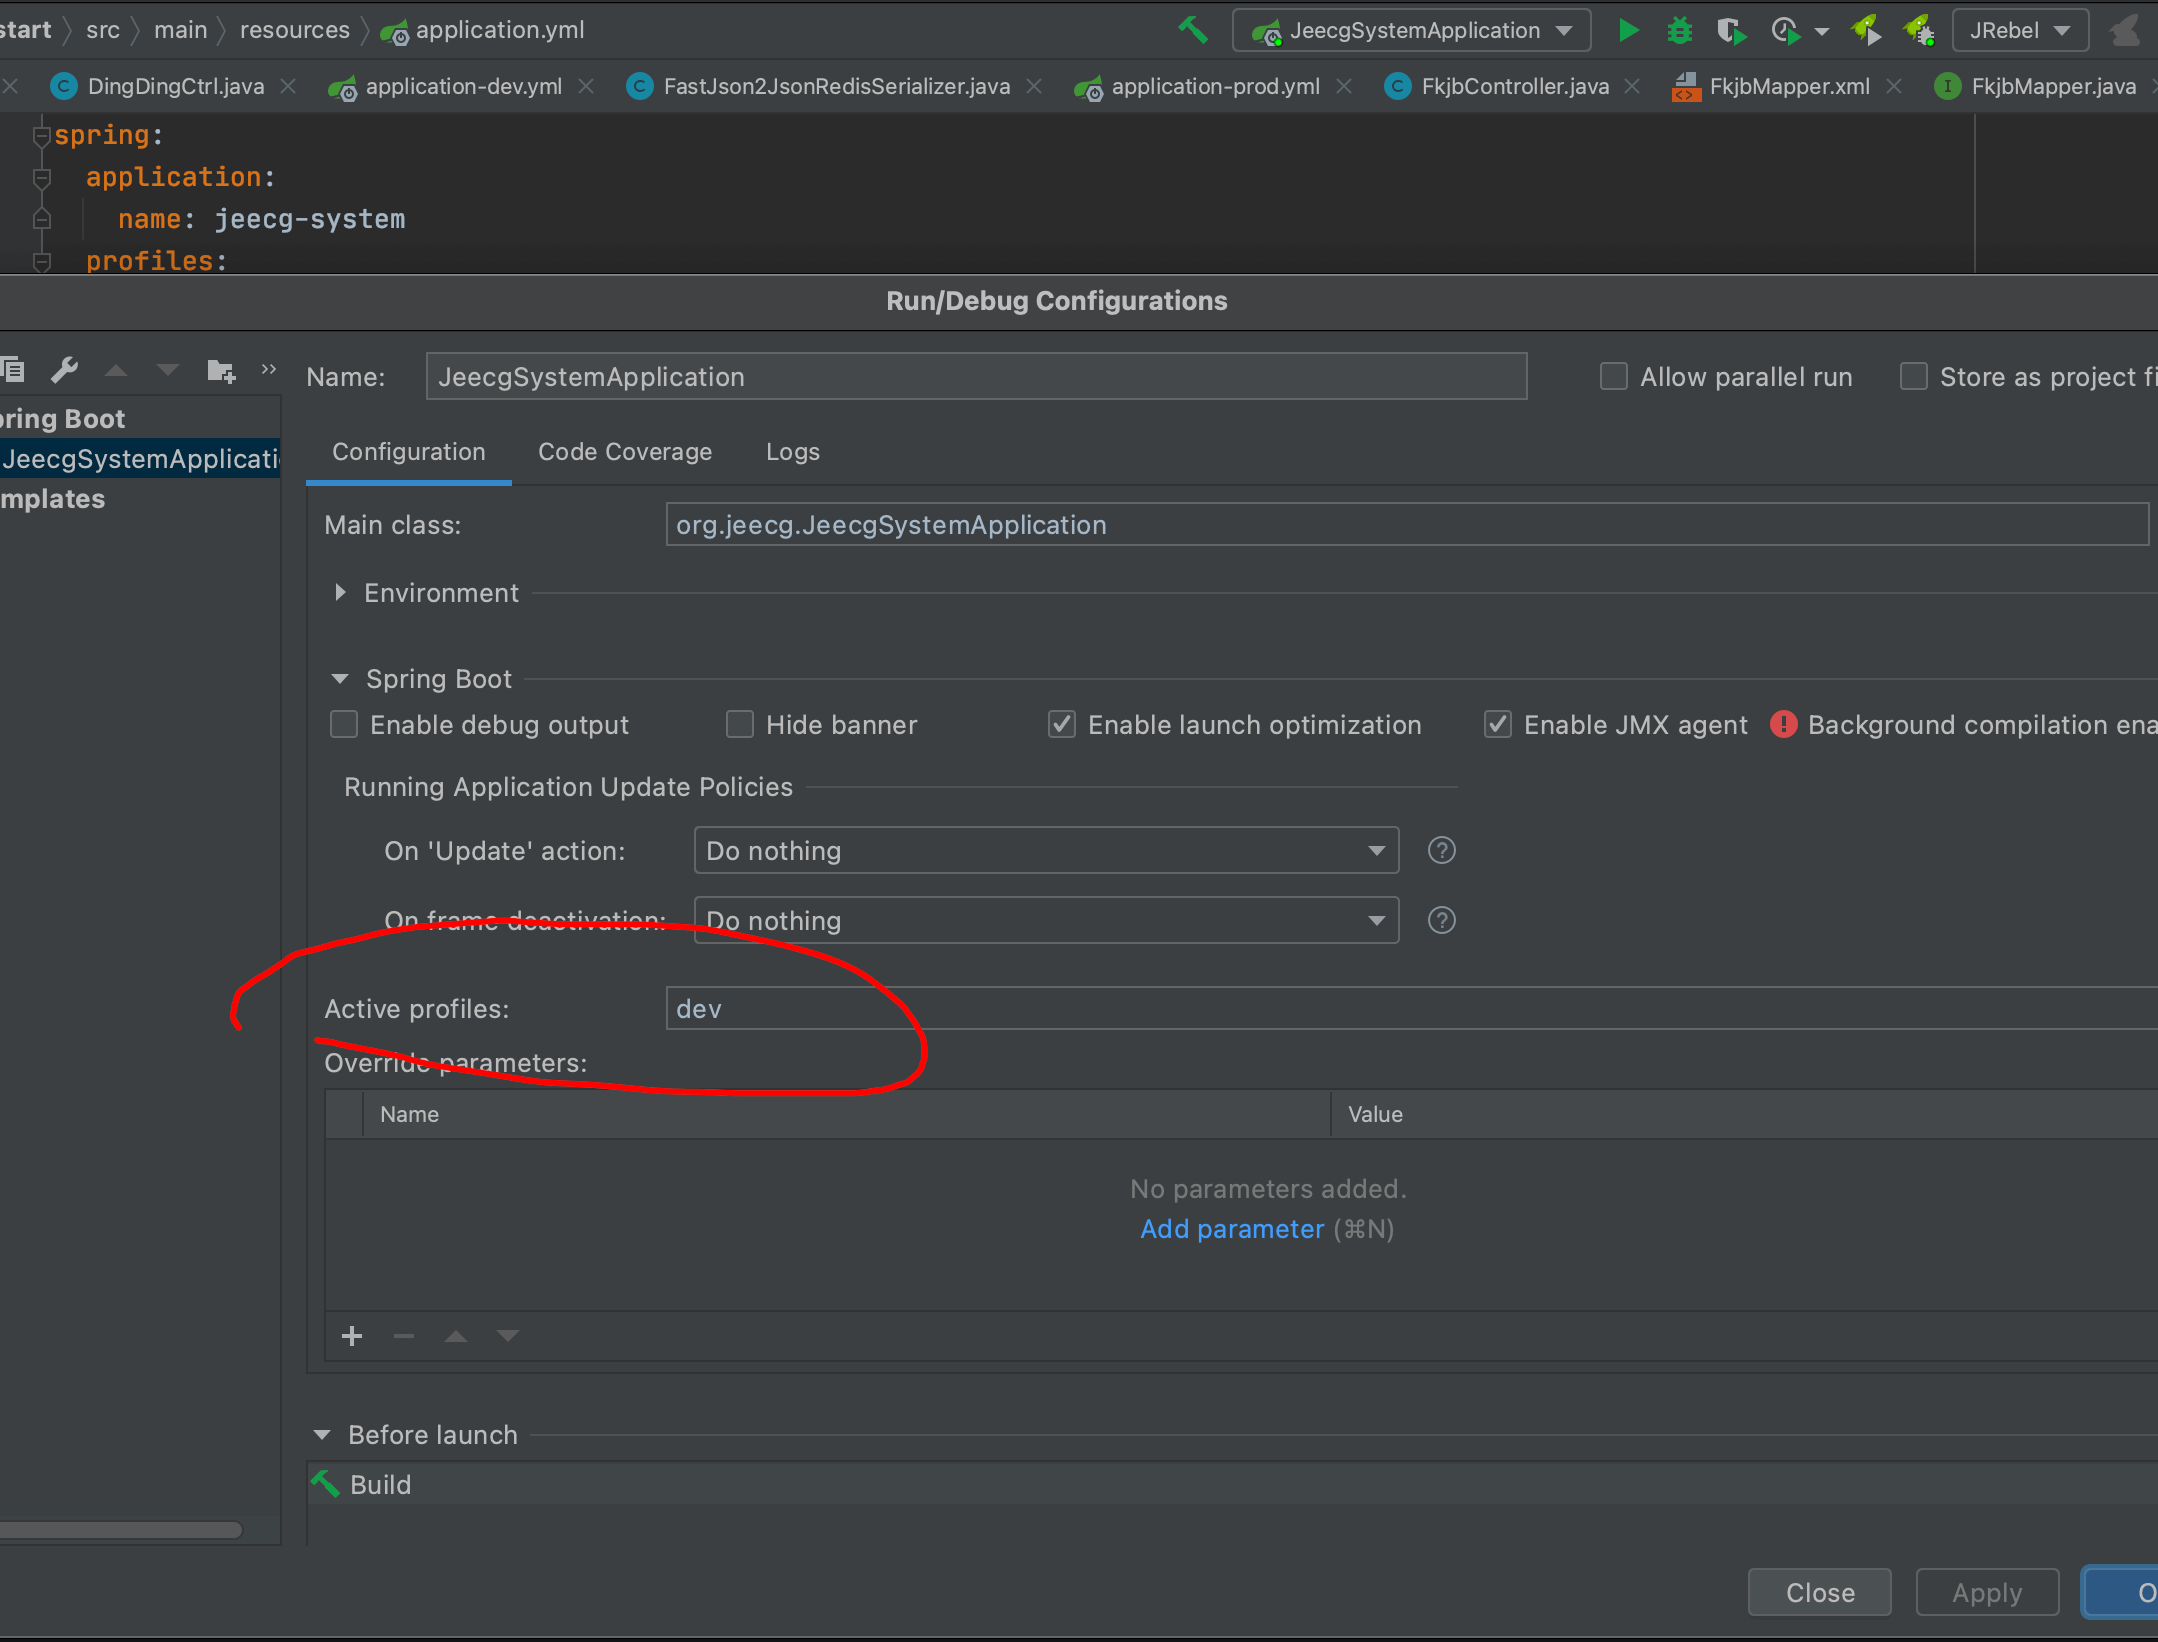 start src main resources application.yml JeecgSystemApplication JRebel
DingDingCtrl.java application-dev.yml FastJson2JsonRedisSerializer.java application-prod.yml FkjbController.java FkjbMapper.xml FkjbMapper.java
spring:
application:
name: jeecg-system
profiles:
Run/Debug Configurations
Name: JeecgSystemApplication Allow parallel run Store as project fi
pring Boot
JeecgSystemApplicati
mplates
Configuration Code Coverage Logs
Main class: org.jeecg.JeecgSystemApplication
Environment
Spring Boot
Enable debug output Hide banner Enable launch optimization Enable JMX agent Background compilation ena
Running Application Update Policies
On 'Update' action: Do nothing
On frame deactivation: Do nothing
Active profiles: dev
Override parameters:
Name Value
No parameters added.
Add parameter (⌘N)
Before launch
Build
Close Apply O